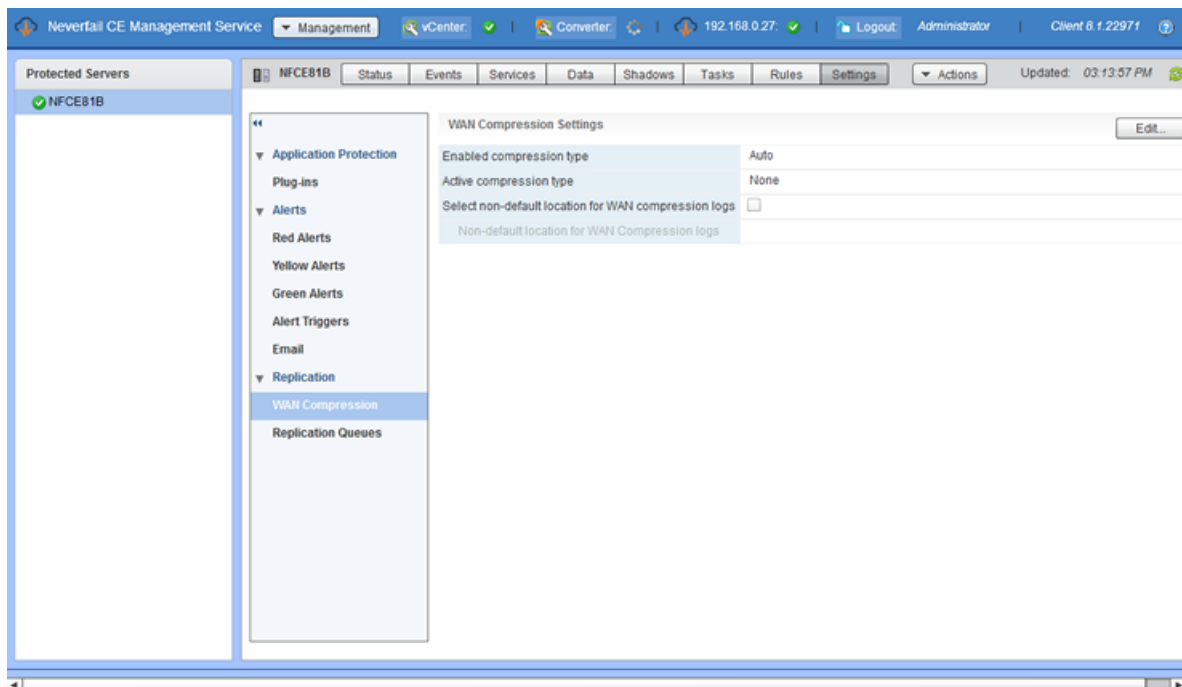 Neverfail CE Management Service Management vCenter: Converter: 192.168.0.27: Logout Administrator Client 8.1.22971
Protected Servers
NFCE81B
NFCE81B Status Events Services Data Shadows Tasks Rules Settings Actions Updated: 03:13:57 PM
Application Protection
Plug-ins
Alerts
Red Alerts
Yellow Alerts
Green Alerts
Alert Triggers
Email
Replication
WAN Compression
Replication Queues
WAN Compression Settings Edit...
Enabled compression type Auto
Active compression type None
Select non-default location for WAN compression logs
Non-default location for WAN Compression logs